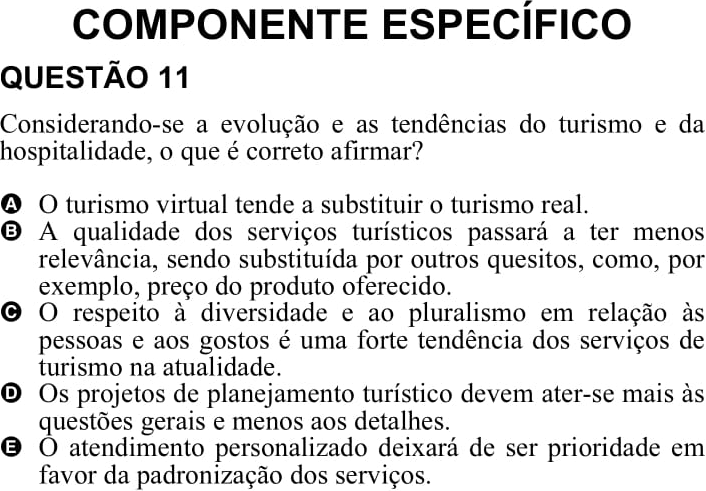 COMPONENTE ESPECÍFICO
QUESTÃO 11
Considerando-se a evolução e as tendências do turismo e da
hospitalidade, o que é correto afirmar?
A O turismo virtual tende a substituir o turismo real.
B A qualidade dos serviços turísticos passará a ter menos
relevância, sendo substituída por outros quesitos, como, por
exemplo, preço do produto oferecido.
C O respeito à diversidade e ao pluralismo em relação às
pessoas e aos gostos é uma forte tendência dos serviços de
turismo na atualidade.
D Os projetos de planejamento turístico devem ater-se mais às
questões gerais e menos aos detalhes.
E O atendimento personalizado deixará de ser prioridade em
favor da padronização dos serviços.